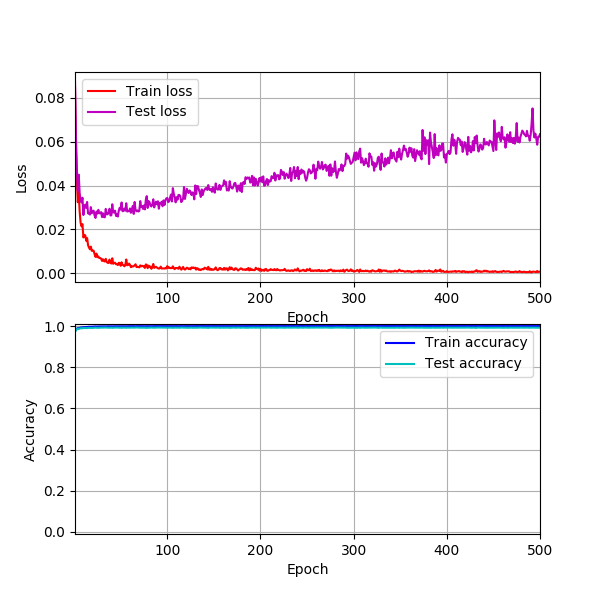 Train loss
Test loss
Loss
0.08
0.06
0.04
0.02
0.00
100 200 300 400 500
Epoch
Train accuracy
Test accuracy
Accuracy
1.0
0.8
0.6
0.4
0.2
0.0
100 200 300 400 500
Epoch